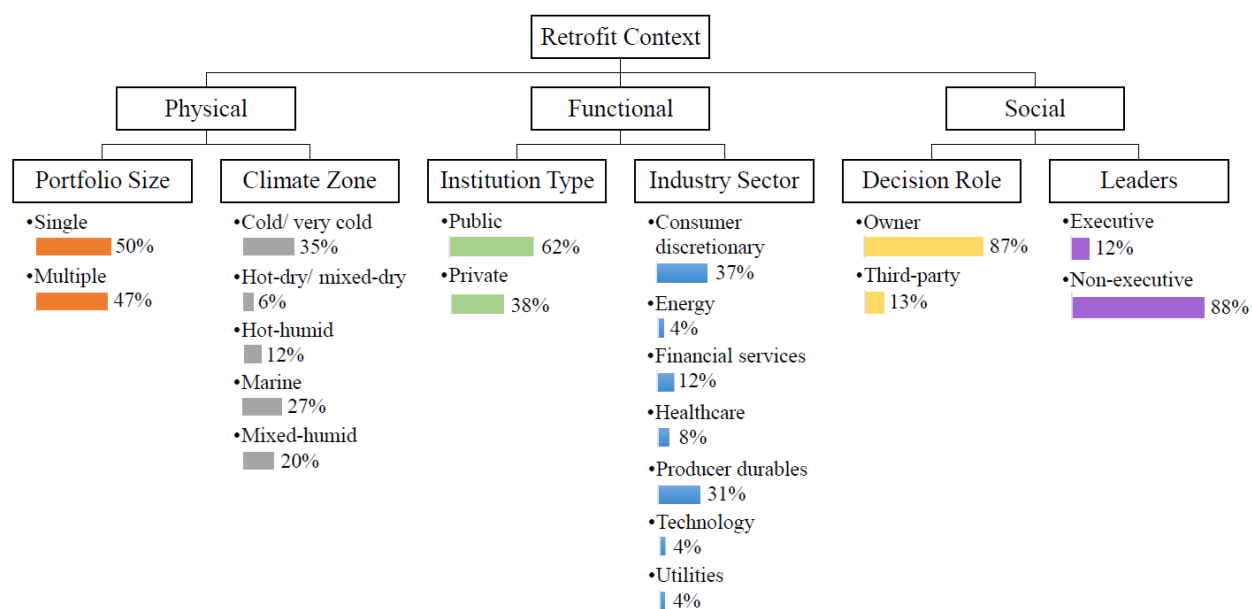 Retrofit Context
Physical
Functional
Social
Portfolio Size
Climate Zone
Institution Type
Industry Sector
Decision Role
Leaders
•Single
50%
•Multiple
47%
•Cold/ very cold
35%
•Hot-dry/ mixed-dry
6%
•Hot-humid
12%
•Marine
27%
•Mixed-humid
20%
•Public
62%
•Private
38%
•Consumer
discretionary
37%
•Energy
4%
•Financial services
12%
•Healthcare
8%
•Producer durables
31%
•Technology
4%
•Utilities
4%
•Owner
87%
•Third-party
13%
•Executive
12%
•Non-executive
88%